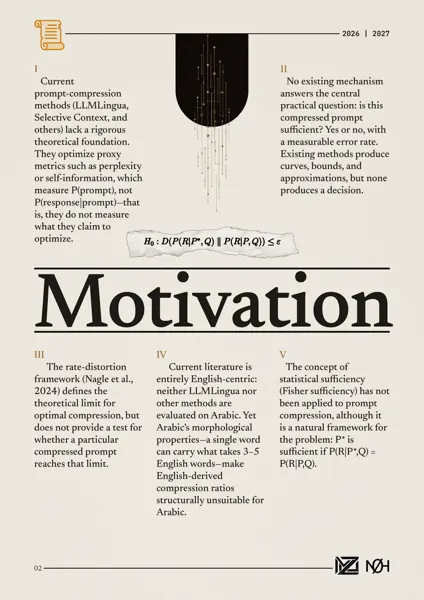 2026 | 2027
I
Current
prompt-compression
methods (LLMLingua,
Selective Context, and
others) lack a rigorous
theoretical foundation.
They optimize proxy
metrics such as perplexity
or self-information, which
measure P(prompt), not
P(response|prompt)—that
is, they do not measure
what they claim to
optimize.
II
No existing mechanism
answers the central
practical question: is this
compressed prompt
sufficient? Yes or no, with
a measurable error rate.
Existing methods produce
curves, bounds, and
approximations, but none
produces a decision.
H₀ : D(P(R|P*, Q) ∥ P(R|P, Q)) ≤ ε
Motivation
III
The rate-distortion
framework (Nagle et al.,
2024) defines the
theoretical limit for
optimal compression, but
does not provide a test for
whether a particular
compressed prompt
reaches that limit.
IV
Current literature is
entirely English-centric:
neither LLMLingua nor
other methods are
evaluated on Arabic. Yet
Arabic's morphological
properties—a single word
can carry what takes 3–5
English words—make
English-derived
compression ratios
structurally unsuitable for
Arabic.
V
The concept of
statistical sufficiency
(Fisher sufficiency) has not
been applied to prompt
compression, although it
is a natural framework for
the problem: P* is
sufficient if P(R|P*,Q) =
P(R|P,Q).
02